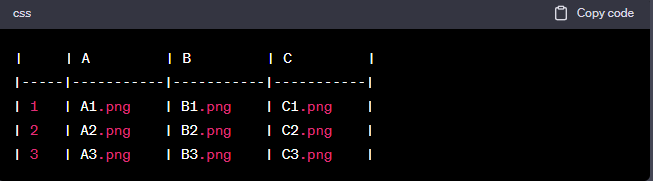 css Copy code
|     | A         | B         | C         |
|-----|-----------|-----------|-----------|
| 1   | A1.png    | B1.png    | C1.png    |
| 2   | A2.png    | B2.png    | C2.png    |
| 3   | A3.png    | B3.png    | C3.png    |